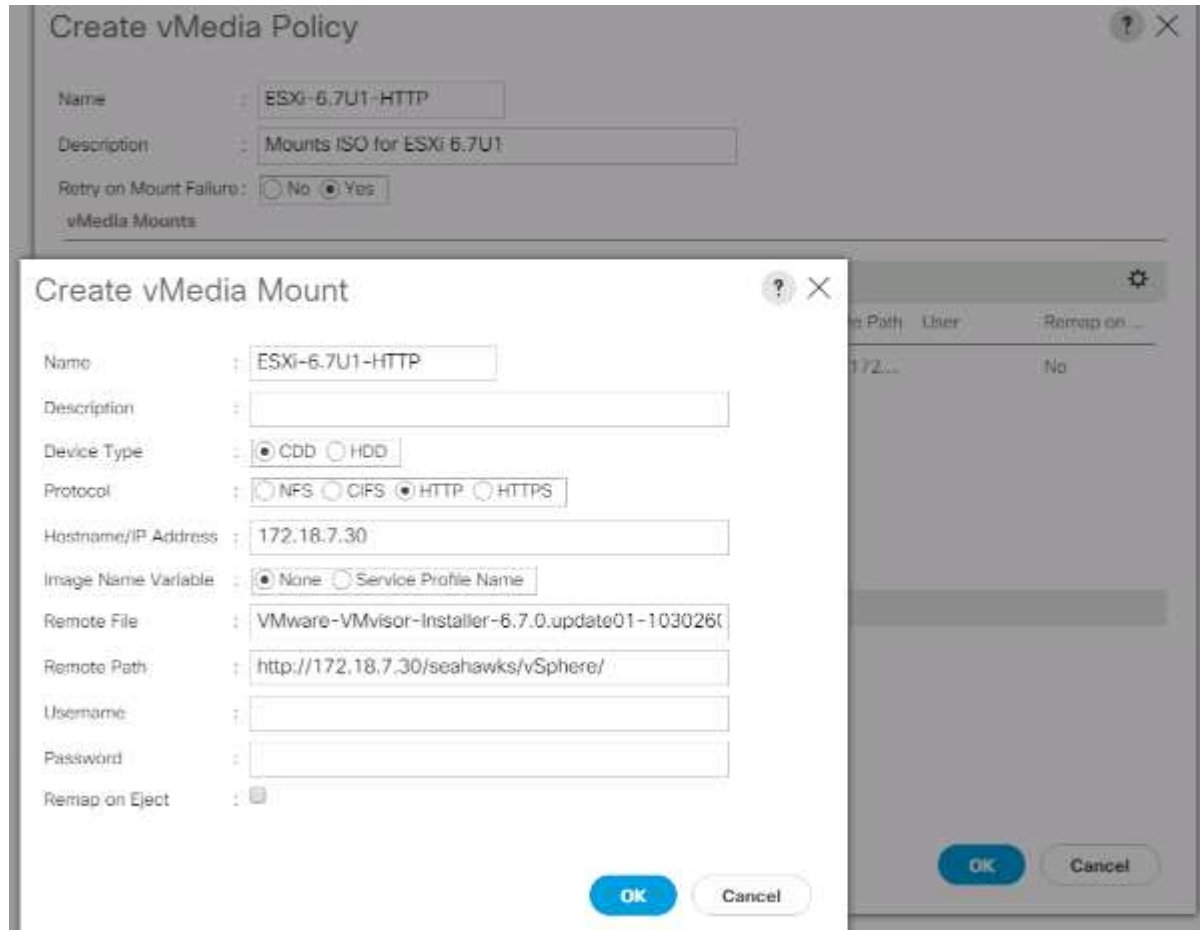 Create vMedia Policy
?
Name : ESXi-6.7U1-HTTP
Description : Mounts ISO for ESXi 6.7U1
Retry on Mount Failure : No Yes
vMedia Mounts
Create vMedia Mount
?
te Path User Remap on ...
172.... No
Name : ESXi-6.7U1-HTTP
Description :
Device Type : CDD HDD
Protocol : NFS CIFS HTTP HTTPS
Hostname/IP Address : 172.18.7.30
Image Name Variable : None Service Profile Name
Remote File : VMware-VMvisor-Installer-6.7.0.update01-1030260
Remote Path : http://172.18.7.30/seahawks/vSphere/
Username :
Password :
Remap on Eject :
OK Cancel
OK Cancel